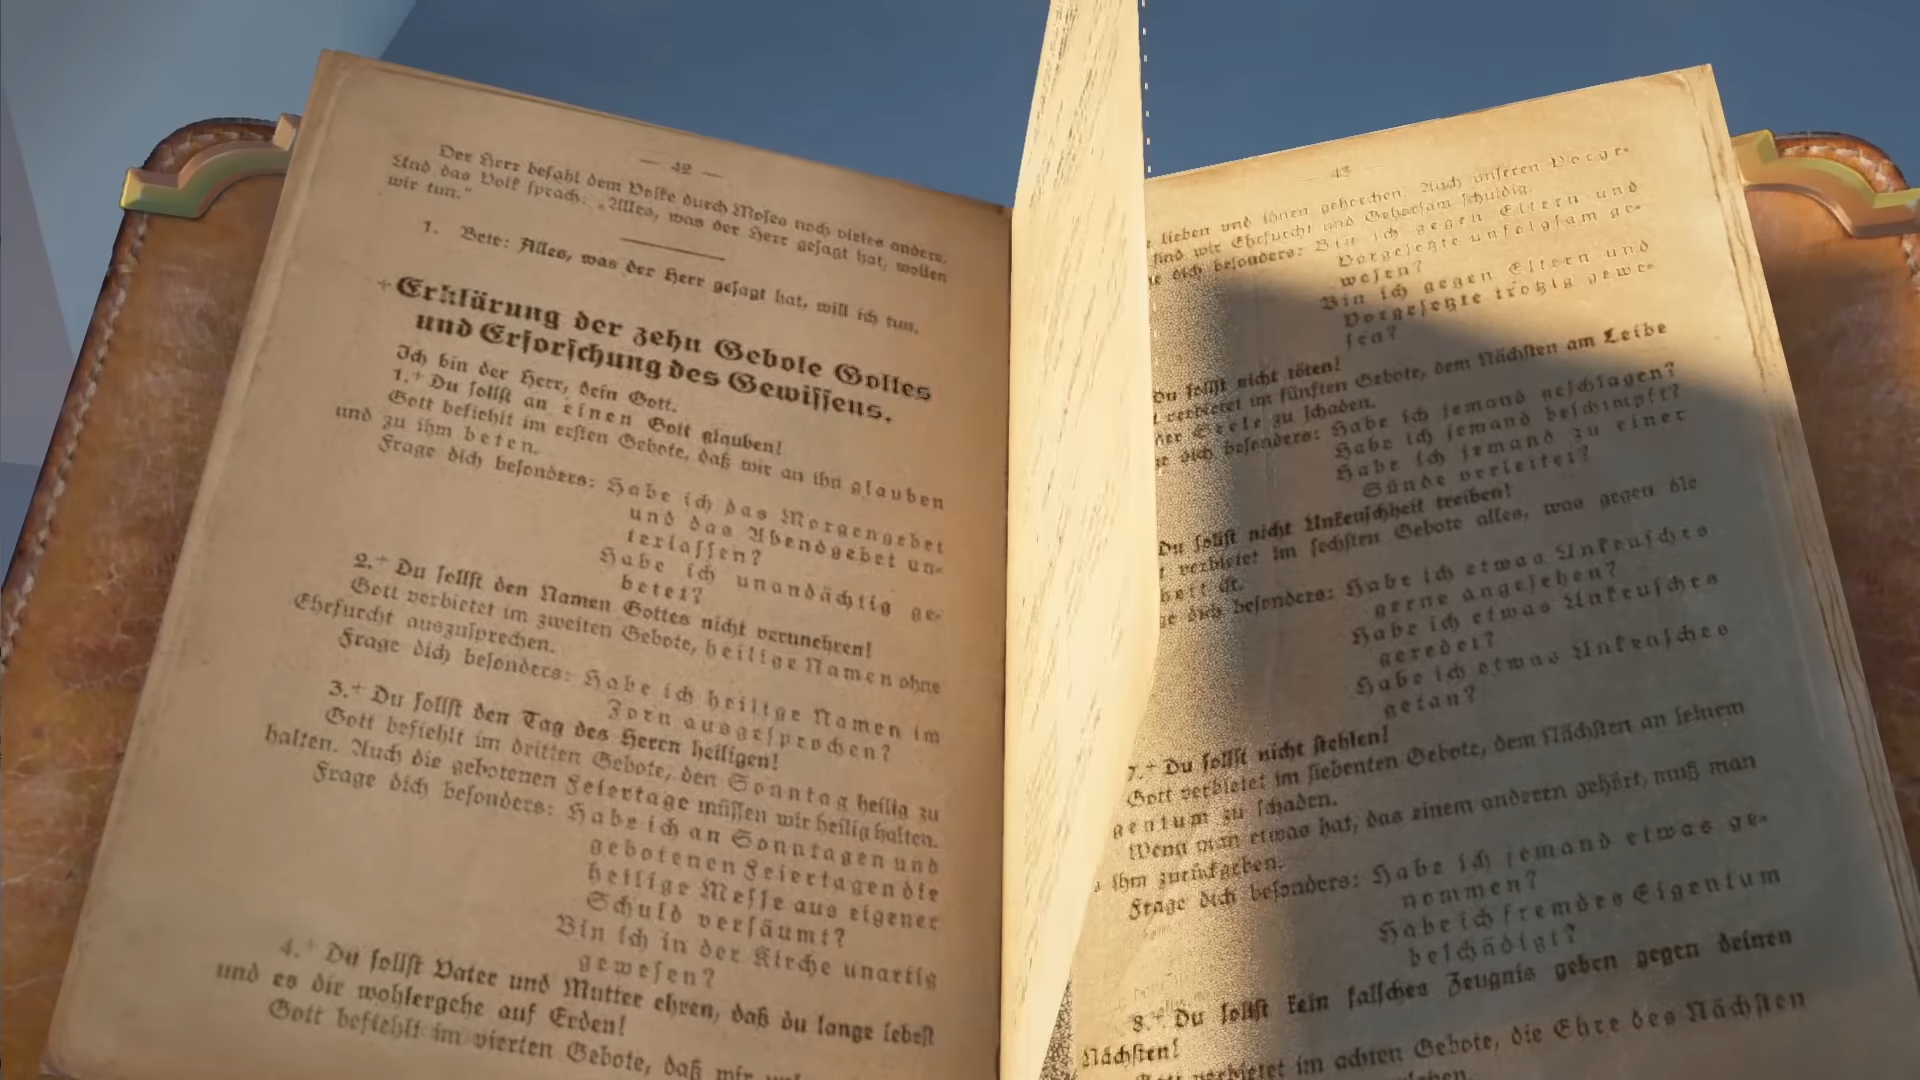 — 42 —
Der Herr befahl dem Volke durch Moses noch vieles andere.
Und das Volk sprach: „Alles, was der Herr gesagt hat, wollen
wir tun.“
1. Bete: Alles, was der Herr gesagt hat, will ich tun.
+Erklärung der zehn Gebote Gottes
und Erforschung des Gewissens.
Ich bin der Herr, dein Gott.
1.+ Du sollst an einen Gott glauben!
Gott befiehlt im ersten Gebote, daß wir an ihn glauben
und zu ihm beten.
Frage dich besonders: Habe ich das Morgengebet
und das Abendgebet un-
terlassen?
Habe ich unandächtig ge-
betet?
2.+ Du sollst den Namen Gottes nicht verunehren!
Gott verbietet im zweiten Gebote, heilige Namen ohne
Ehrfurcht auszusprechen.
Frage dich besonders: Habe ich heilige Namen im
Zorn ausgesprochen?
3.+ Du sollst den Tag des Herrn heiligen!
Gott befiehlt im dritten Gebote, den Sonntag heilig zu
halten. Auch die gebotenen Feiertage müssen wir heilig halten.
Frage dich besonders: Habe ich an Sonntagen und
gebotenen Feiertagen die
heilige Messe aus eigener
Schuld versäumt?
Bin ich in der Kirche unartig
gewesen?
4.+ Du sollst Vater und Mutter ehren, daß du lange lebest
und es dir wohlergehe auf Erden!
Gott befiehlt im vierten Gebote, daß wir
43
lieben und ihnen gehorchen. Auch unseren Vorge-
sind wir Ehrfurcht und Gehorsam schuldig.
dich besonders: Bin ich gegen Eltern und
Vorgesetzte unfolgsam ge-
wesen?
Bin ich gegen Eltern und
Vorgesetzte trotzig gewe-
sen?
Du sollst nicht töten!
verbietet im fünften Gebote, dem Nächsten am Leibe
der Seele zu schaden.
dich besonders: Habe ich jemand geschlagen?
Habe ich jemand beschimpft?
Habe ich jemand zu einer
Sünde verleitet?
Du sollst nicht Unkeuschheit treiben!
verbietet im sechsten Gebote alles, was gegen die
ist.
dich besonders: Habe ich etwas Unkeusches
gerne angesehen?
Habe ich etwas Unkeusches
geredet?
Habe ich etwas Unkeusches
getan?
7.+ Du sollst nicht stehlen!
Gott verbietet im siebenten Gebote, dem Nächsten an seinem
gentum zu schaden.
Wenn man etwas hat, das einem anderen gehört, muß man
ihm zurückgeben.
Frage dich besonders: Habe ich jemand etwas ge-
nommen?
Habe ich fremdes Eigentum
beschädigt?
8.+ Du sollst kein falsches Zeugnis geben gegen deinen
Nächsten!
Gott verbietet im achten Gebote, die Ehre des Nächsten